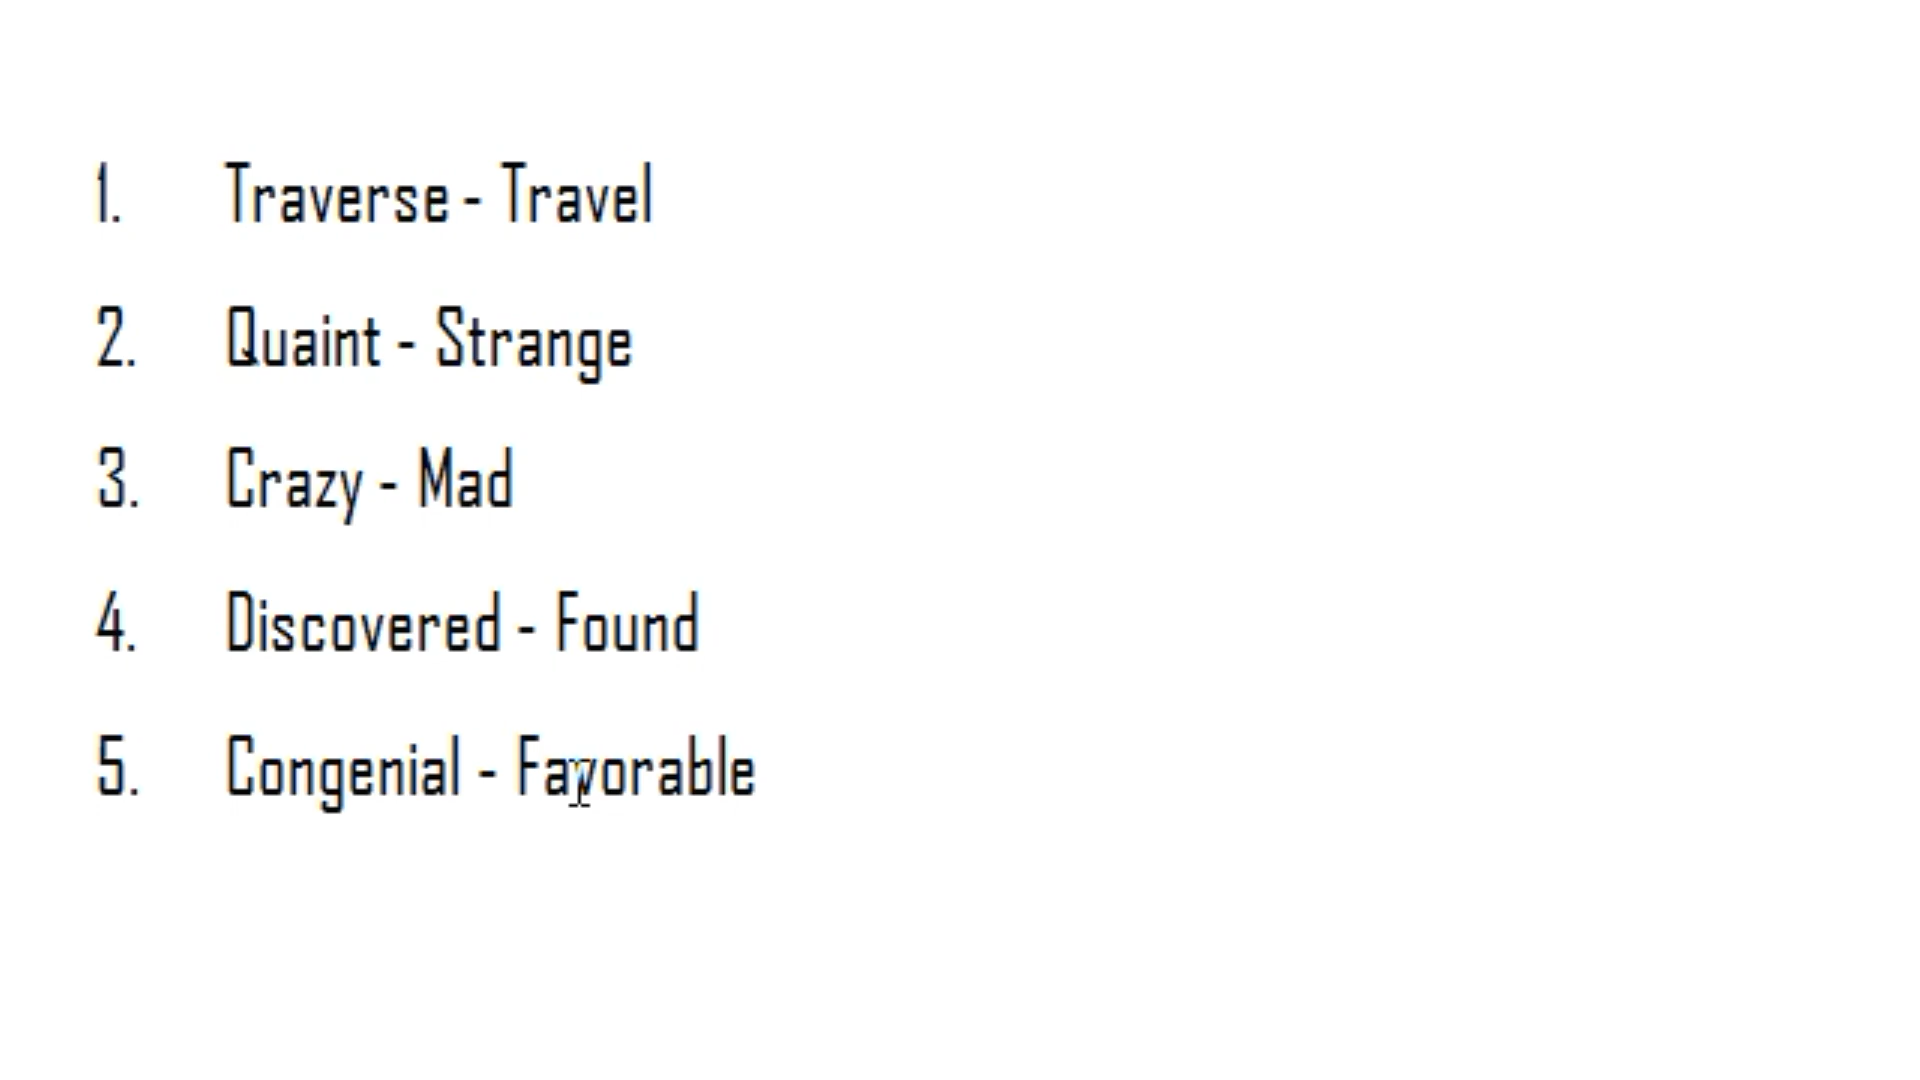 1. Traverse - Travel
2. Quaint - Strange
3. Crazy - Mad
4. Discovered - Found
5. Congenial - Favorable